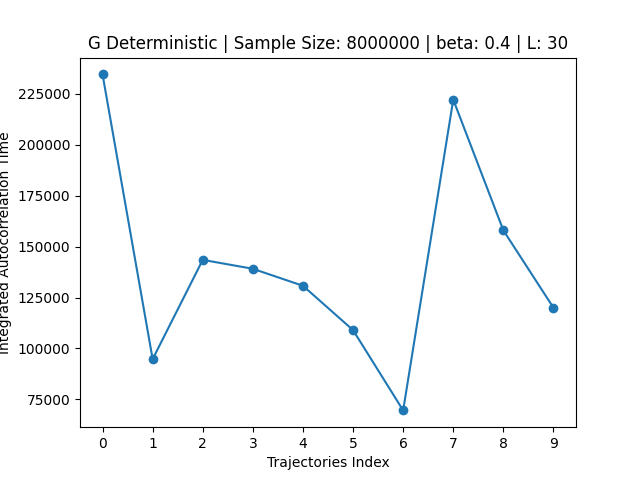 G Deterministic | Sample Size: 8000000 | beta: 0.4 | L: 30
Integrated Autocorrelation Time
225000
200000
175000
150000
125000
100000
75000
0 1 2 3 4 5 6 7 8 9
Trajectories Index